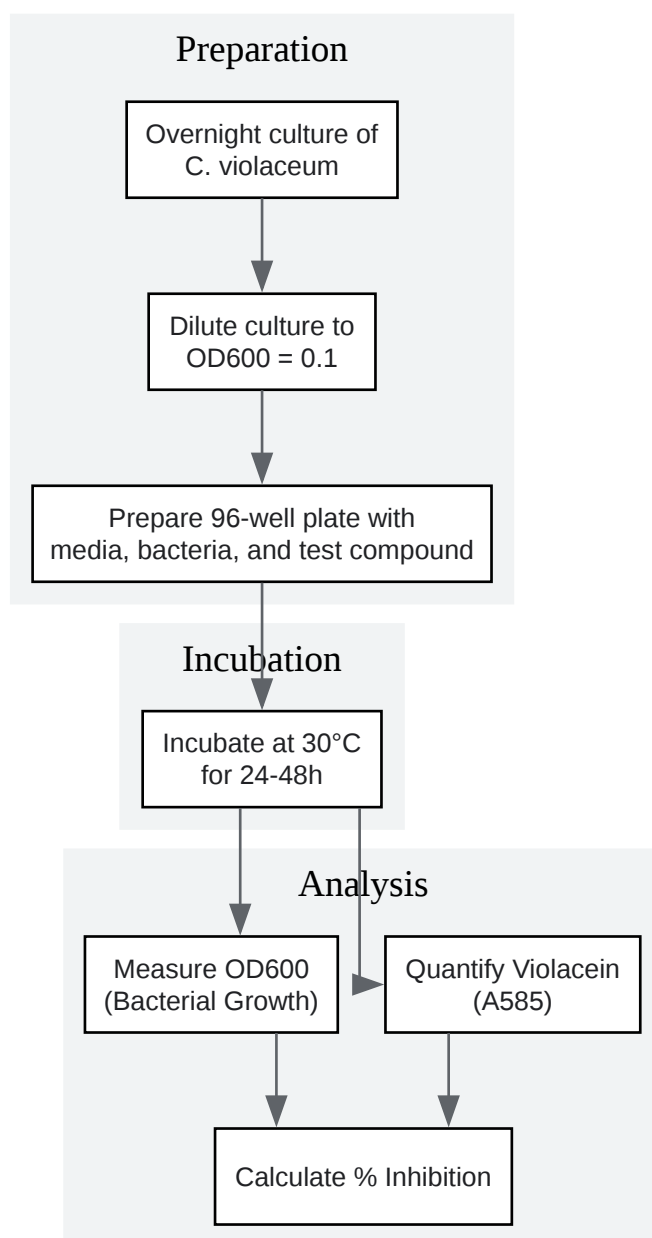 Preparation
Overnight culture of
C. violaceum
Dilute culture to
OD600 = 0.1
Prepare 96-well plate with
media, bacteria, and test compound
Incubation
Incubate at 30°C
for 24-48h
Analysis
Measure OD600
(Bacterial Growth)
Quantify Violacein
(A585)
Calculate % Inhibition